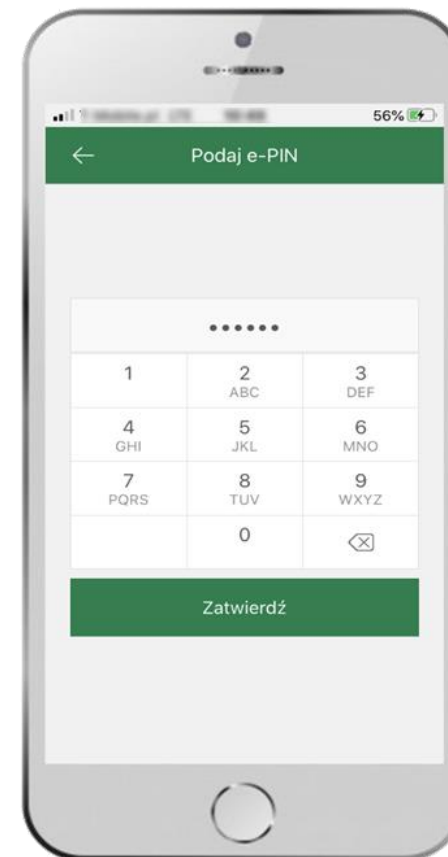 56%
Podaj e-PIN
••••••
1 2 3
ABC DEF
4 5 6
GHI JKL MNO
7 8 9
PQRS TUV WXYZ
0
Zatwierdź